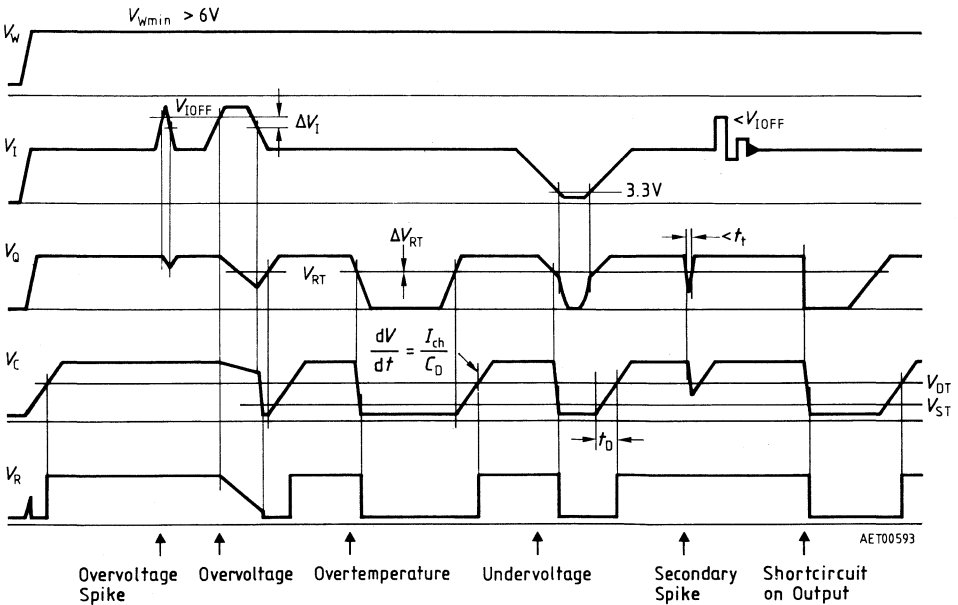 V_Wmin > 6V
V_W
V_IOFF
ΔV_I
< V_IOFF
V_I
3.3V
ΔV_RT
< t_t
V_Q
V_RT
dV/dt = I_ch/C_D
V_C
V_DT
V_ST
t_D
V_R
AET00593
Overvoltage Spike
Overvoltage
Overtemperature
Undervoltage
Secondary Spike
Shortcircuit on Output